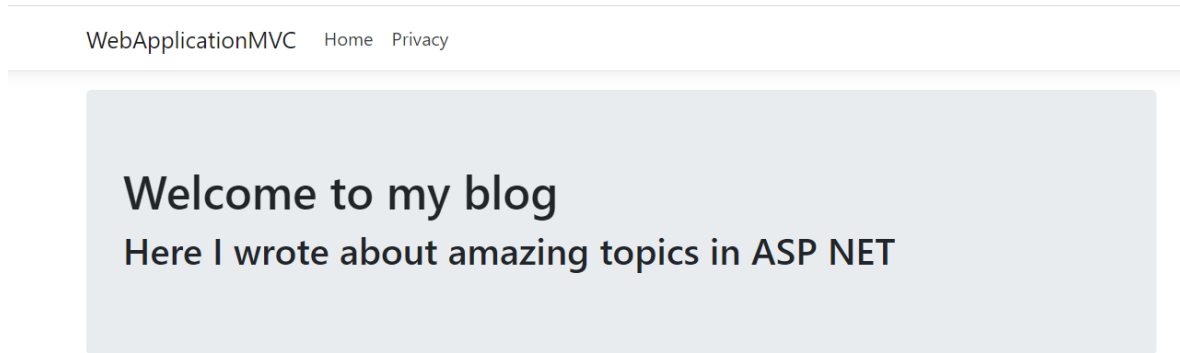 WebApplicationMVC Home Privacy
Welcome to my blog
Here I wrote about amazing topics in ASP NET